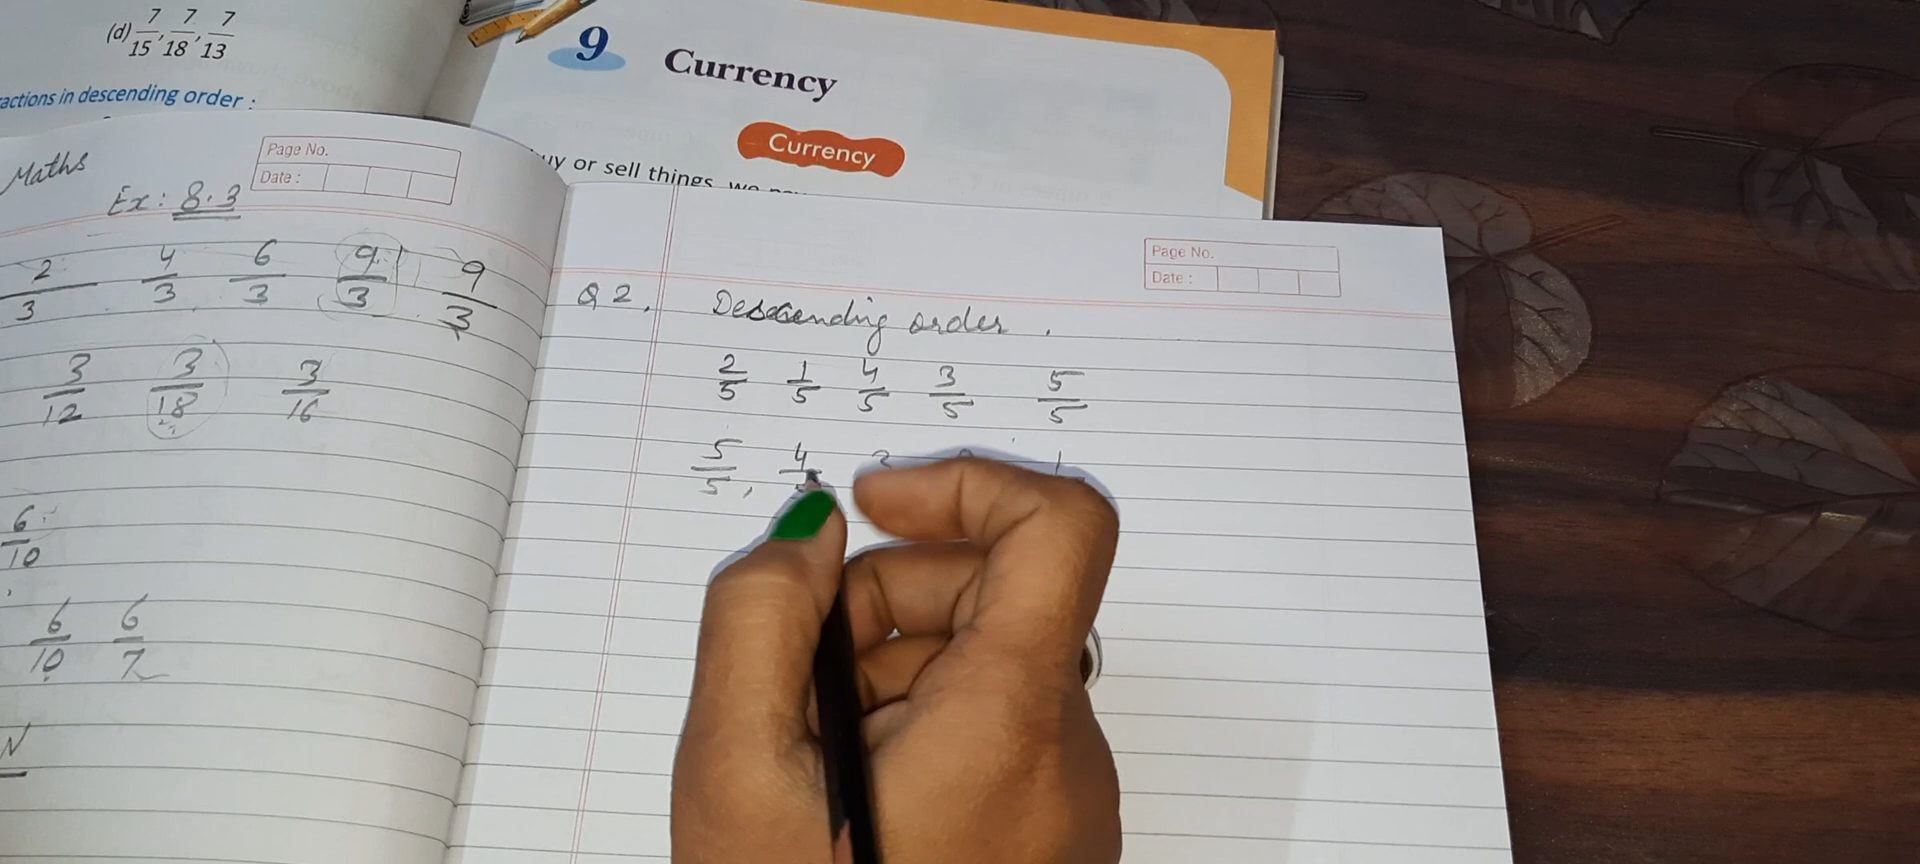 (d) 7/15, 7/18, 7/13
actions in descending order :
9 Currency
Currency
uy or sell things, we
Maths
Page No.
Date :
Ex : 8.3
2/3 4/3 6/3 9/3 9/3
3/12 3/18 3/16
6/10
6/10 6/7
N
Page No.
Date :
Q 2. Descending order.
2/5 1/5 4/5 3/5 5/5
5/5, 4